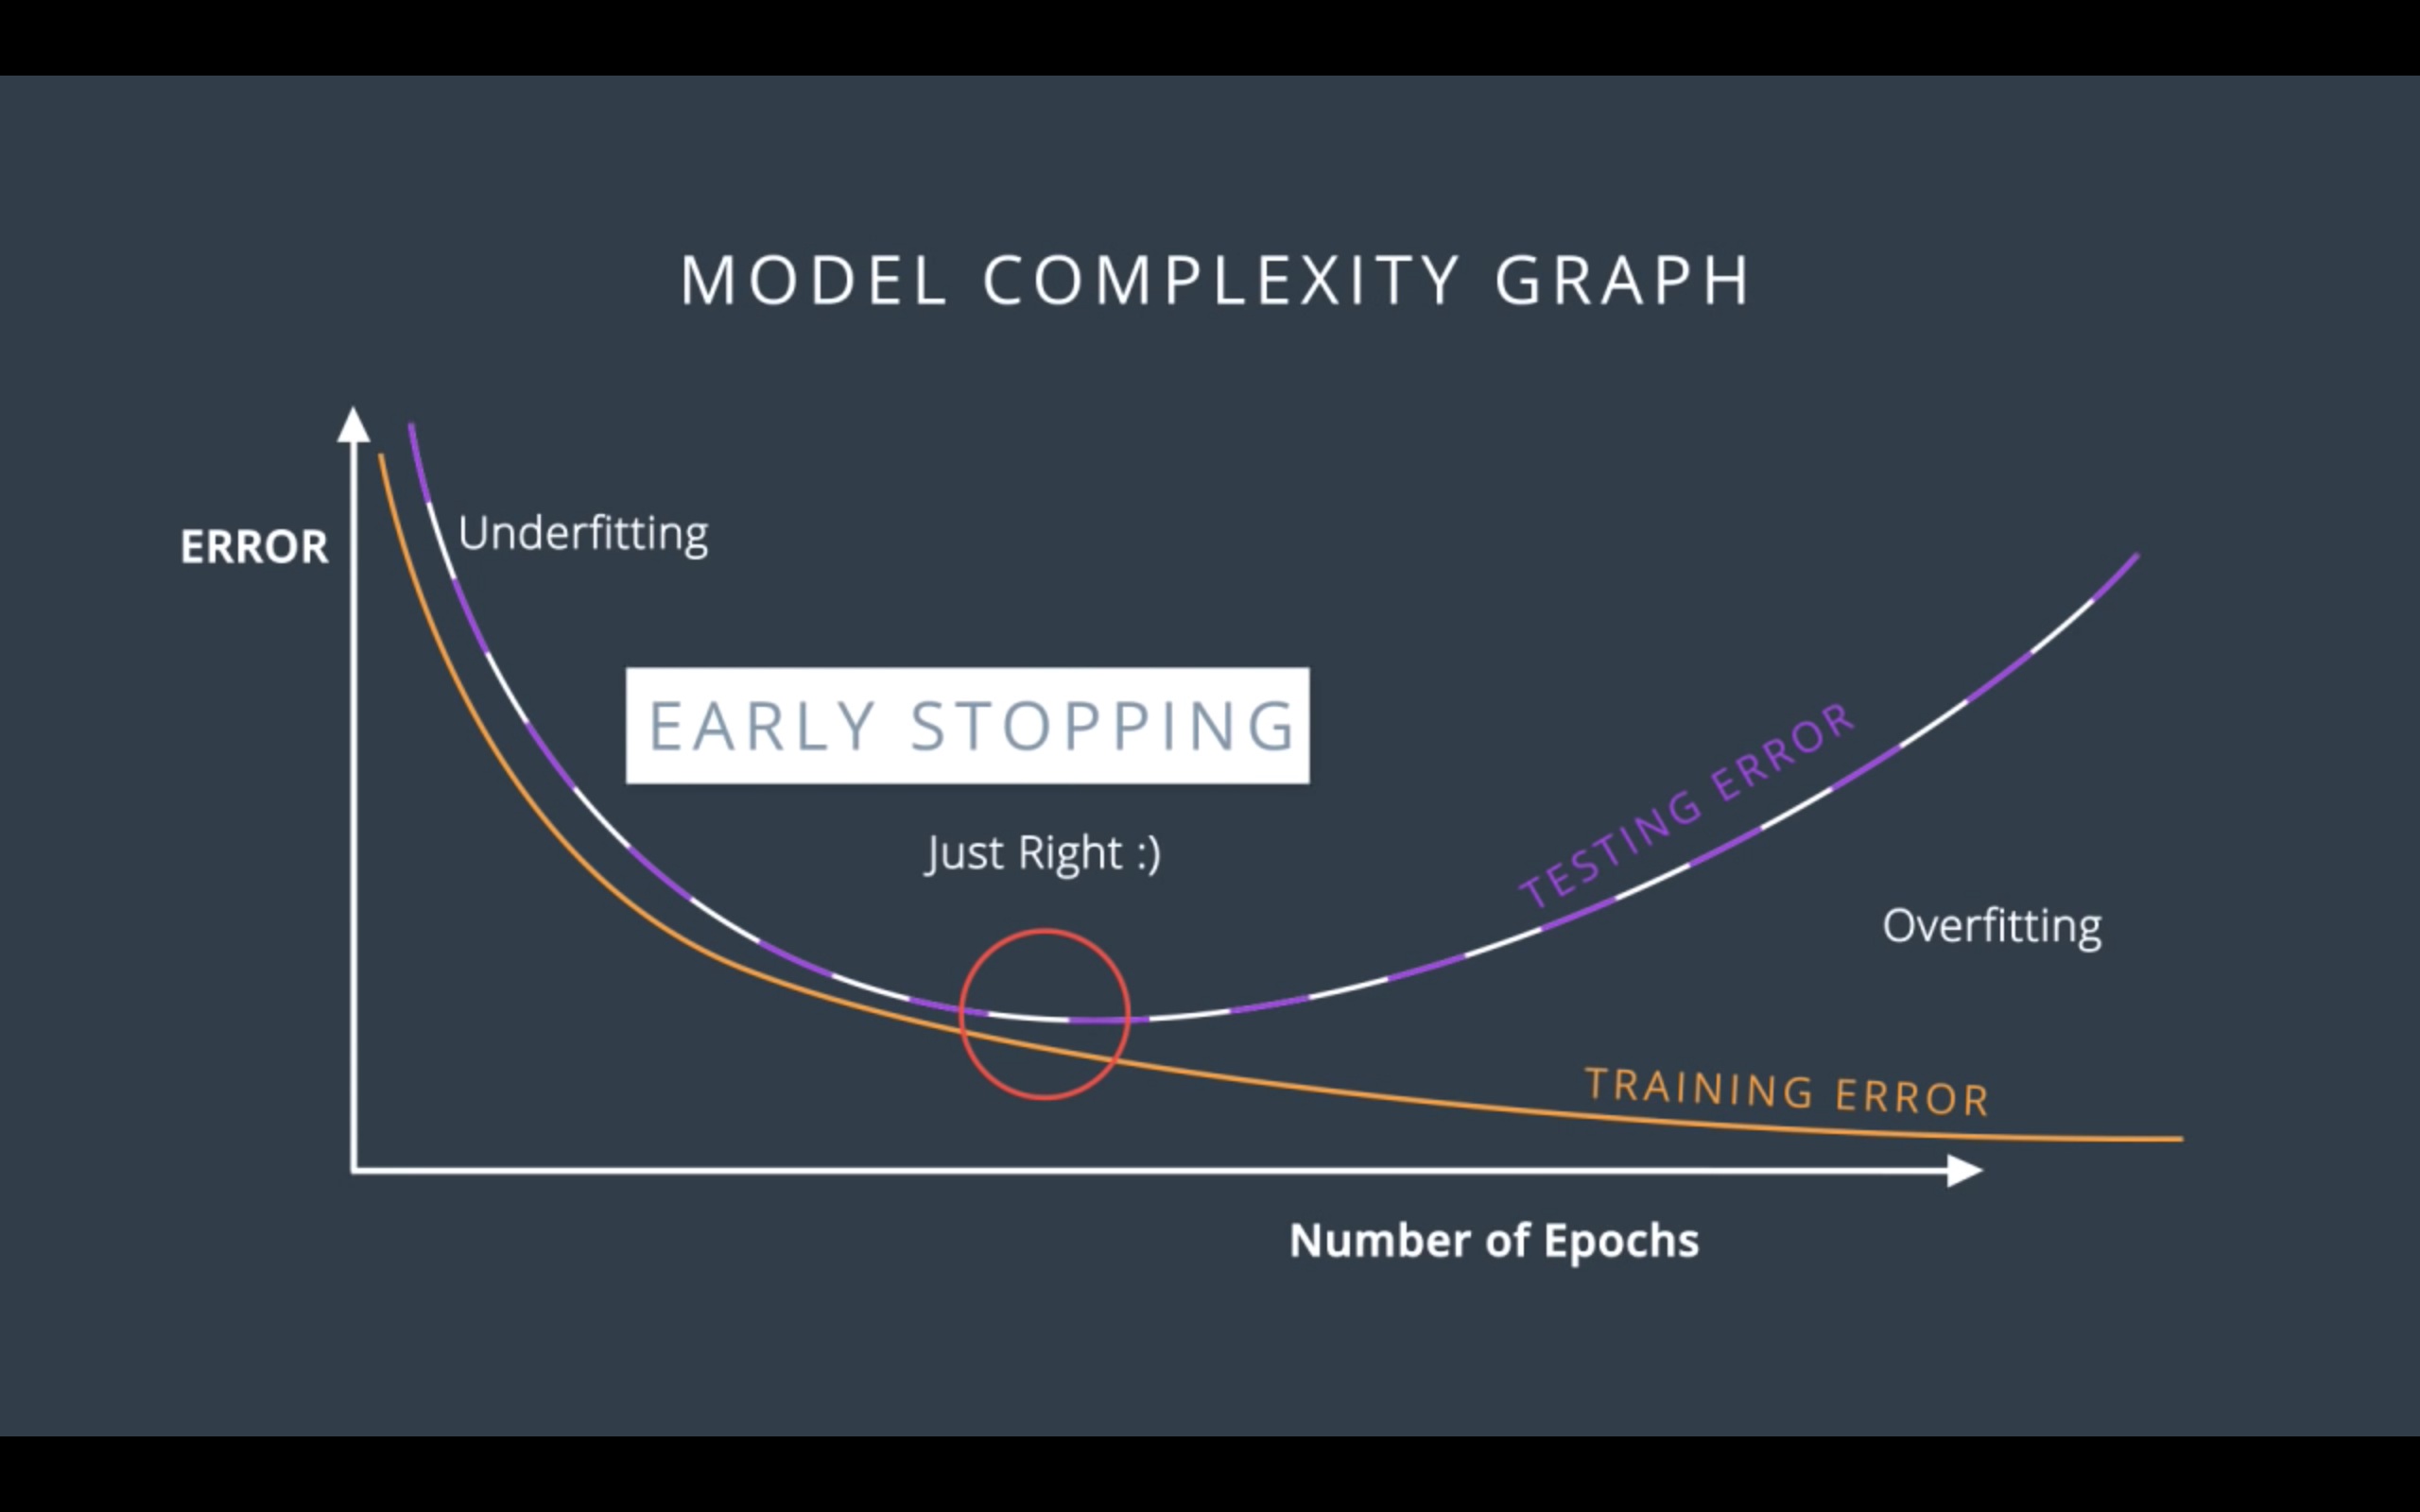 MODEL COMPLEXITY GRAPH
ERROR
Underfitting
EARLY STOPPING
Just Right :)
TESTING ERROR
Overfitting
TRAINING ERROR
Number of Epochs